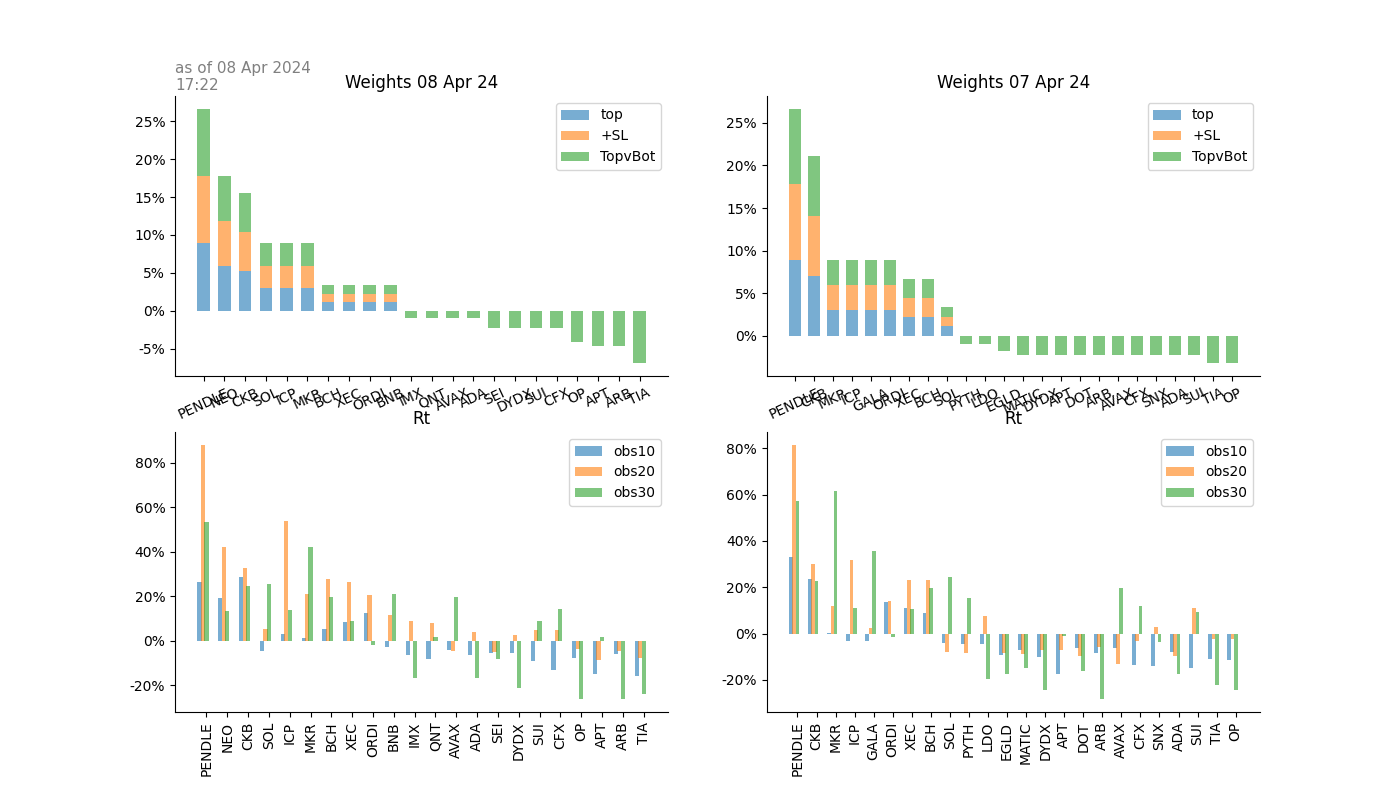 as of 08 Apr 2024
17:22
Weights 08 Apr 24
25%
20%
15%
10%
5%
0%
-5%
top
+SL
TopvBot
PENDLE NEO CKB SOL ICP MKR BCH XEC ORDI BNB IMX QNT AVAX ADA SEI DYDX SUI CFX OP APT ARB TIA
Weights 07 Apr 24
25%
20%
15%
10%
5%
0%
top
+SL
TopvBot
PENDLE CKB MKR ICP GALA ORDI XEC BCH SOL PYTH LDO EGLD MATIC DYDX APT DOT ARB AVAX CFX SNX ADA SUI TIA OP
Rt
80%
60%
40%
20%
0%
-20%
obs10
obs20
obs30
PENDLE NEO CKB SOL ICP MKR BCH XEC ORDI BNB IMX QNT AVAX ADA SEI DYDX SUI CFX OP APT ARB TIA
Rt
80%
60%
40%
20%
0%
-20%
obs10
obs20
obs30
PENDLE CKB MKR ICP GALA ORDI XEC BCH SOL PYTH LDO EGLD MATIC DYDX APT DOT ARB AVAX CFX SNX ADA SUI TIA OP